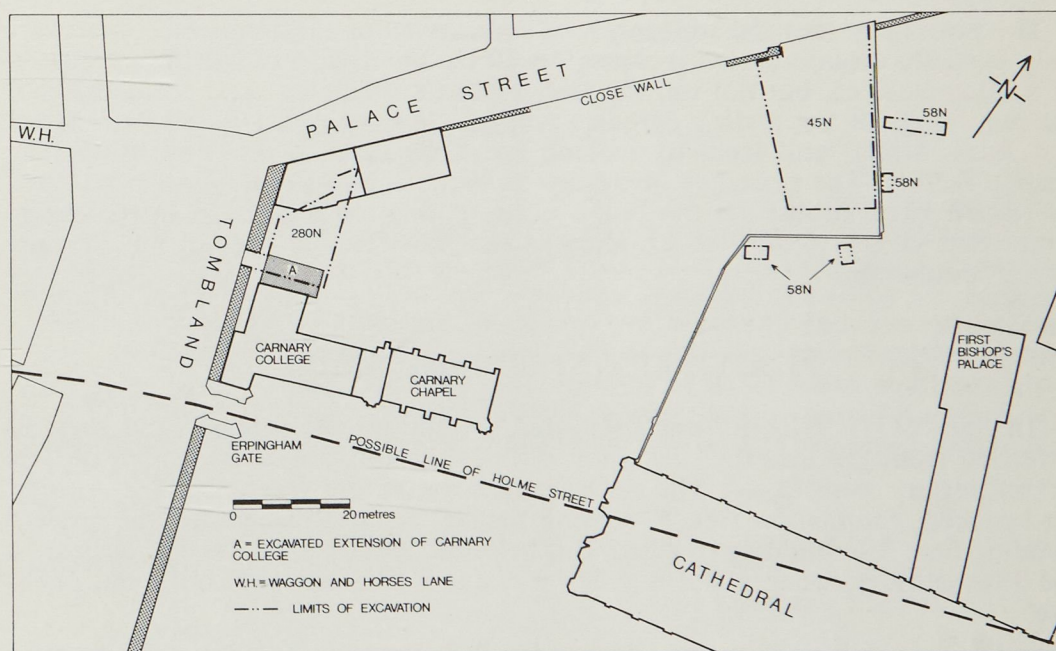 PALACE STREET
CLOSE WALL
N
W.H.
45N
58N
58N
58N
TOMBLAND
280N
A
CARNARY
COLLEGE
CARNARY
CHAPEL
FIRST
BISHOP'S
PALACE
ERPINGHAM
GATE
POSSIBLE LINE OF HOLME STREET
CATHEDRAL
0 20 metres
A = EXCAVATED EXTENSION OF CARNARY
COLLEGE
W.H. = WAGGON AND HORSES LANE
LIMITS OF EXCAVATION